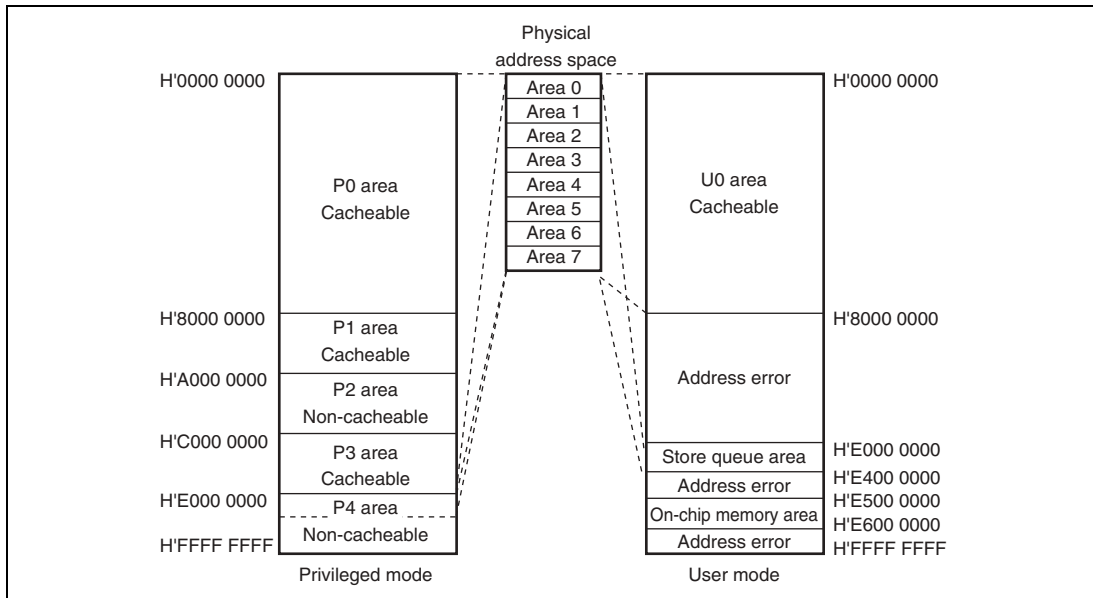 Physical
address space
H'0000 0000
P0 area
Cacheable
H'8000 0000
P1 area
Cacheable
H'A000 0000
P2 area
Non-cacheable
H'C000 0000
P3 area
Cacheable
H'E000 0000
P4 area
Non-cacheable
H'FFFF FFFF
Privileged mode
Area 0
Area 1
Area 2
Area 3
Area 4
Area 5
Area 6
Area 7
H'0000 0000
U0 area
Cacheable
H'8000 0000
Address error
Store queue area
H'E000 0000
H'E400 0000
Address error
H'E500 0000
On-chip memory area
H'E600 0000
Address error
H'FFFF FFFF
User mode